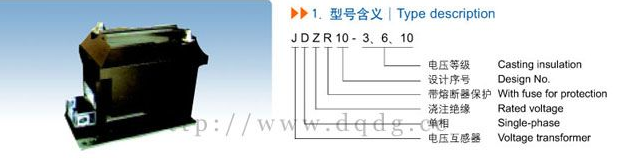 1. 型号含义 | Type description
J D Z R 10 - 3、6、10
电压等级 Casting insulation
设计序号 Design No.
带熔断器保护 With fuse for protection
浇注绝缘 Rated voltage
单相 Single-phase
电压互感器 Voltage transformer
http://www.dqdg.com